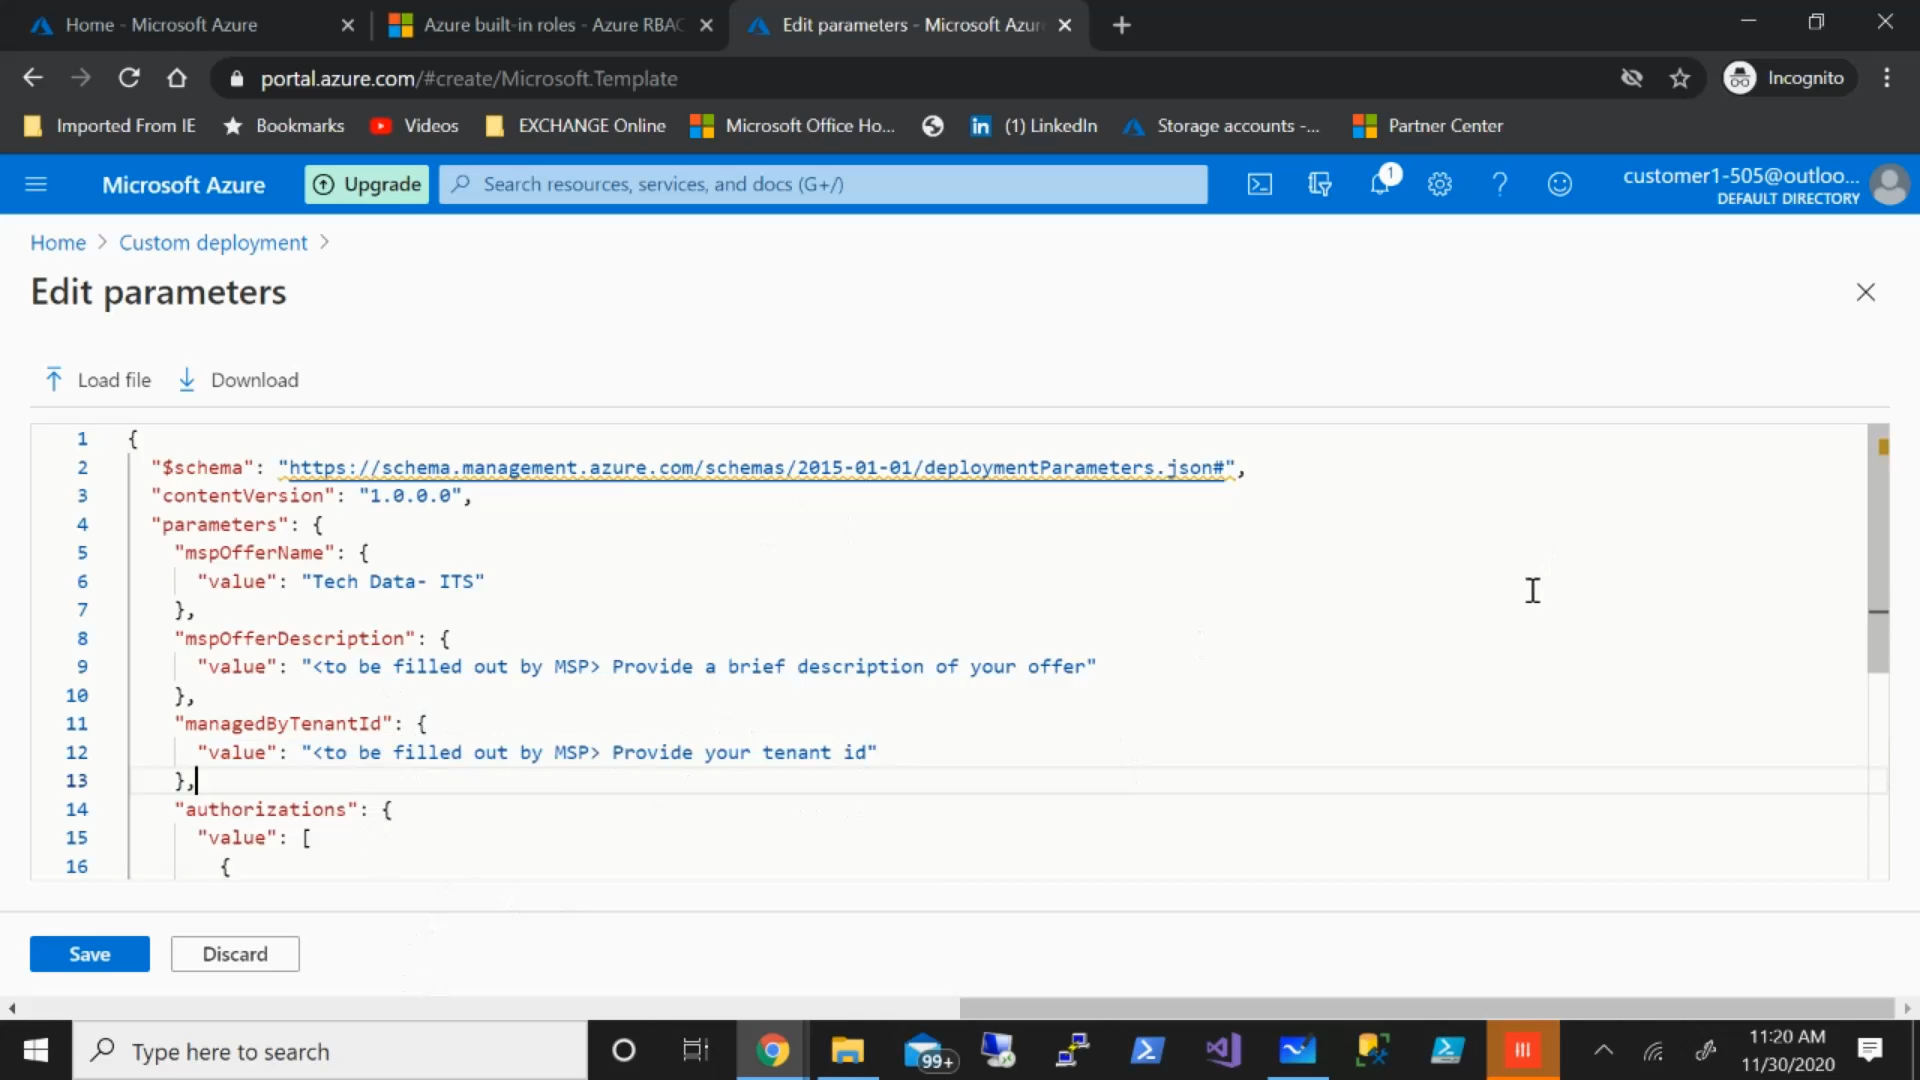 Home - Microsoft Azure
Azure built-in roles - Azure RBAC
Edit parameters - Microsoft Azur
portal.azure.com/#create/Microsoft.Template
Incognito
Imported From IE
Bookmarks
Videos
EXCHANGE Online
Microsoft Office Ho...
in (1) LinkedIn
Storage accounts -...
Partner Center
Microsoft Azure
Upgrade
Search resources, services, and docs (G+/)
1
customer1-505@outloo...
DEFAULT DIRECTORY
Home > Custom deployment >
Edit parameters
Load file
Download
1 {
2 "$schema": "https://schema.management.azure.com/schemas/2015-01-01/deploymentParameters.json#",
3 "contentVersion": "1.0.0.0",
4 "parameters": {
5 "mspOfferName": {
6 "value": "Tech Data- ITS"
7 },
8 "mspOfferDescription": {
9 "value": "<to be filled out by MSP> Provide a brief description of your offer"
10 },
11 "managedByTenantId": {
12 "value": "<to be filled out by MSP> Provide your tenant id"
13 },
14 "authorizations": {
15 "value": [
16 {
Save
Discard
Type here to search
99+
11:20 AM
11/30/2020